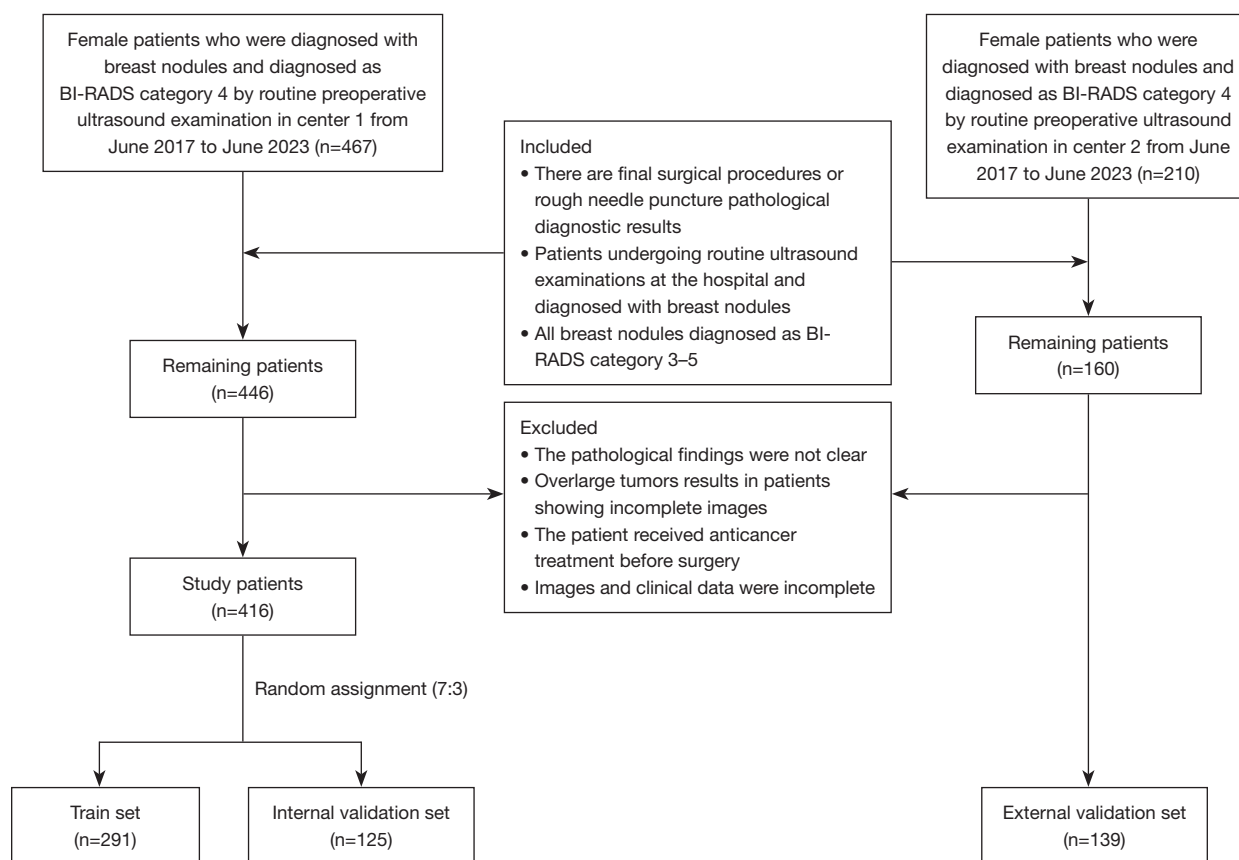 Female patients who were diagnosed with
breast nodules and diagnosed as
BI-RADS category 4 by routine preoperative
ultrasound examination in center 1 from
June 2017 to June 2023 (n=467)
Female patients who were
diagnosed with breast nodules and
diagnosed as BI-RADS category 4
by routine preoperative ultrasound
examination in center 2 from June
2017 to June 2023 (n=210)
Included
• There are final surgical procedures or
rough needle puncture pathological
diagnostic results
• Patients undergoing routine ultrasound
examinations at the hospital and
diagnosed with breast nodules
• All breast nodules diagnosed as BI-
RADS category 3–5
Remaining patients
(n=446)
Remaining patients
(n=160)
Excluded
• The pathological findings were not clear
• Overlarge tumors results in patients
showing incomplete images
• The patient received anticancer
treatment before surgery
• Images and clinical data were incomplete
Study patients
(n=416)
Random assignment (7:3)
Train set
(n=291)
Internal validation set
(n=125)
External validation set
(n=139)